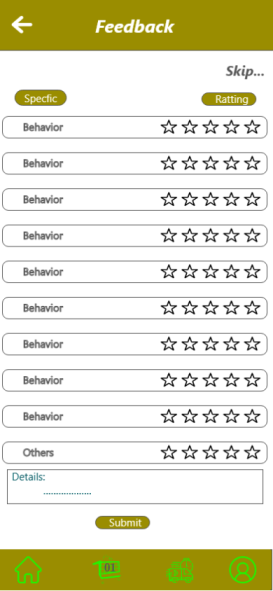 Feedback
Skip...
Specfic Ratting
Behavior
Behavior
Behavior
Behavior
Behavior
Behavior
Behavior
Behavior
Behavior
Others
Details:
...................
Submit
01